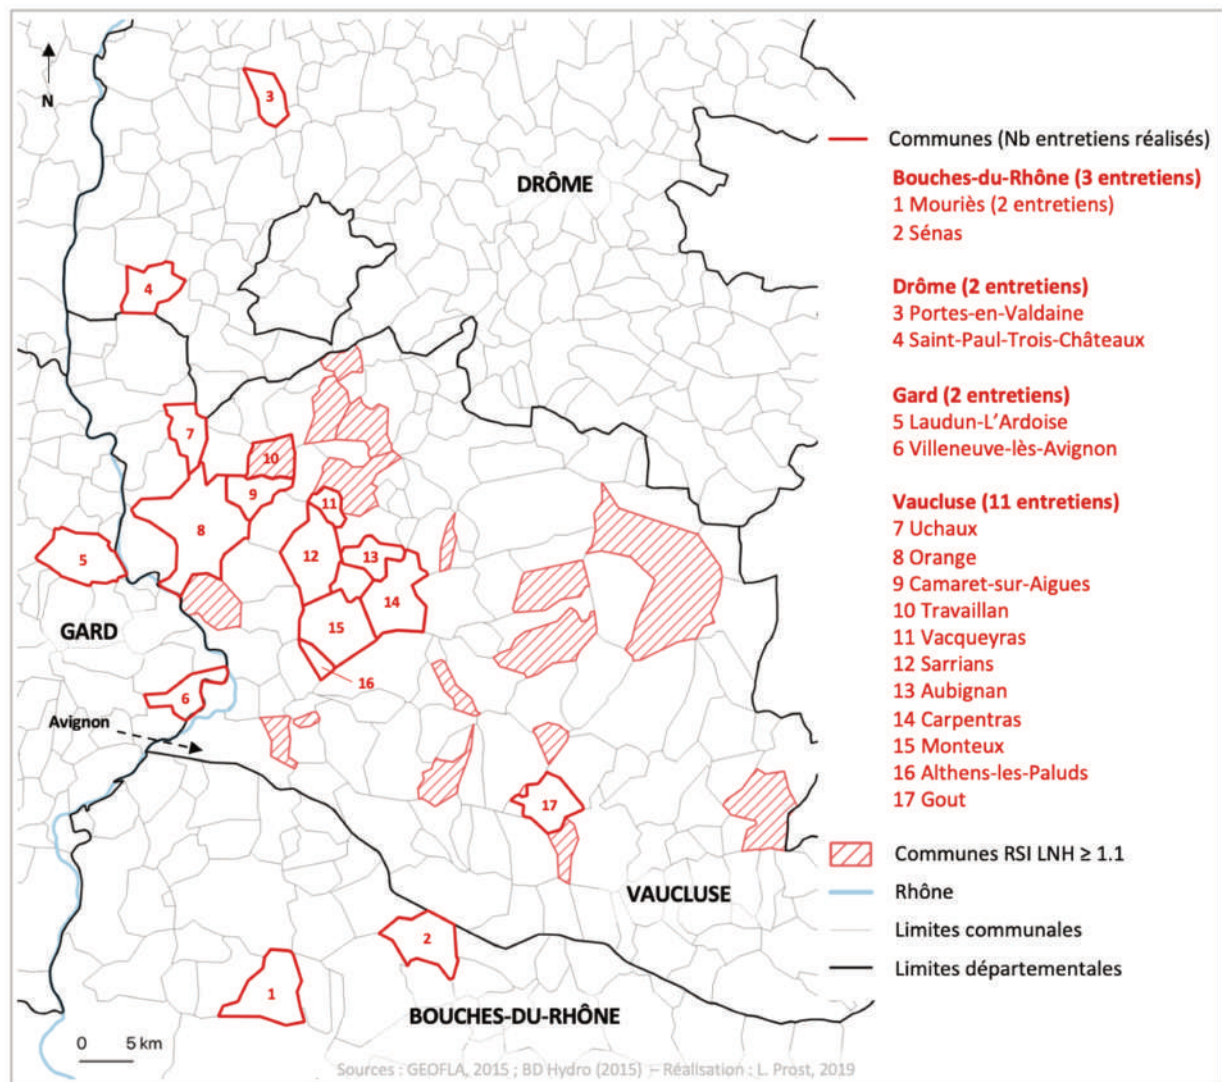 N
3
DRÔME
4
7
10
9
11
8
12
13
5
14
15
GARD
16
6
Avignon
17
VAUCLUSE
2
1
BOUCHES-DU-RHÔNE
0 5 km
Sources : GEOFLA, 2015 ; BD Hydro (2015) – Réalisation : L. Prost, 2019
Communes (Nb entretiens réalisés)
Bouches-du-Rhône (3 entretiens)
1 Mouriès (2 entretiens)
2 Sénas
Drôme (2 entretiens)
3 Portes-en-Valdaine
4 Saint-Paul-Trois-Châteaux
Gard (2 entretiens)
5 Laudun-L’Ardoise
6 Villeneuve-lès-Avignon
Vaucluse (11 entretiens)
7 Uchaux
8 Orange
9 Camaret-sur-Aigues
10 Travaillan
11 Vacqueyras
12 Sarrians
13 Aubignan
14 Carpentras
15 Monteux
16 Althens-les-Paluds
17 Gout
Communes RSI LNH ≥ 1.1
Rhône
Limites communales
Limites départementales